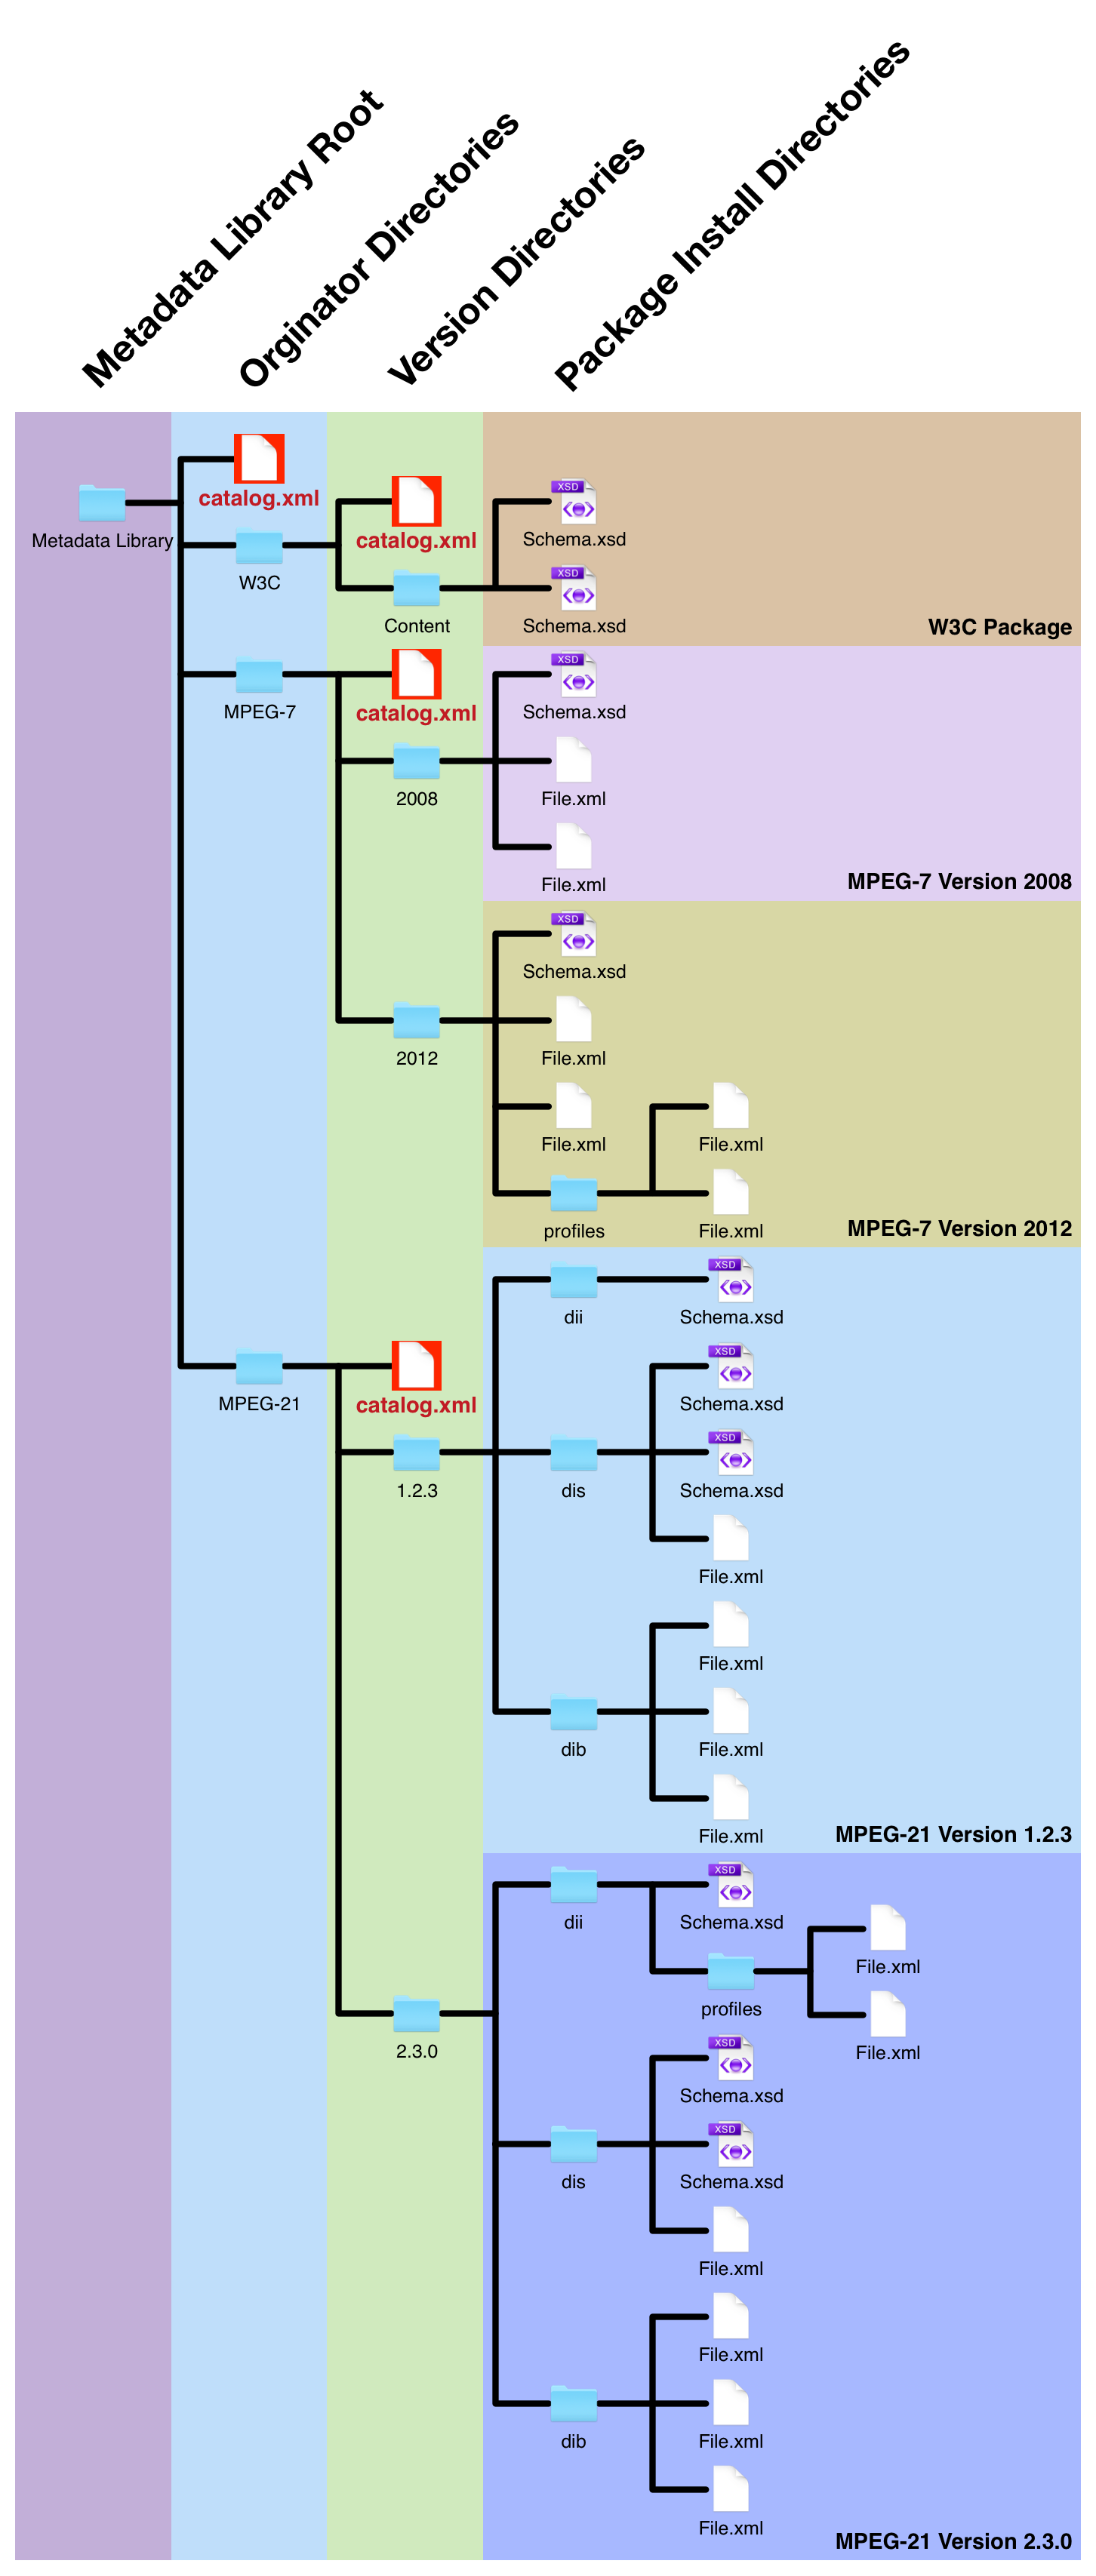 Metadata Library Root
Orginator Directories
Version Directories
Package Install Directories
catalog.xml
Metadata Library
W3C
catalog.xml
Content
XSD
Schema.xsd
XSD
Schema.xsd
W3C Package
MPEG-7
catalog.xml
2008
XSD
Schema.xsd
File.xml
File.xml
MPEG-7 Version 2008
2012
XSD
Schema.xsd
File.xml
File.xml
profiles
File.xml
File.xml
MPEG-7 Version 2012
MPEG-21
catalog.xml
1.2.3
dii
XSD
Schema.xsd
dis
XSD
Schema.xsd
XSD
Schema.xsd
File.xml
dib
File.xml
File.xml
File.xml
MPEG-21 Version 1.2.3
2.3.0
dii
XSD
Schema.xsd
profiles
File.xml
File.xml
dis
XSD
Schema.xsd
XSD
Schema.xsd
File.xml
dib
File.xml
File.xml
File.xml
MPEG-21 Version 2.3.0